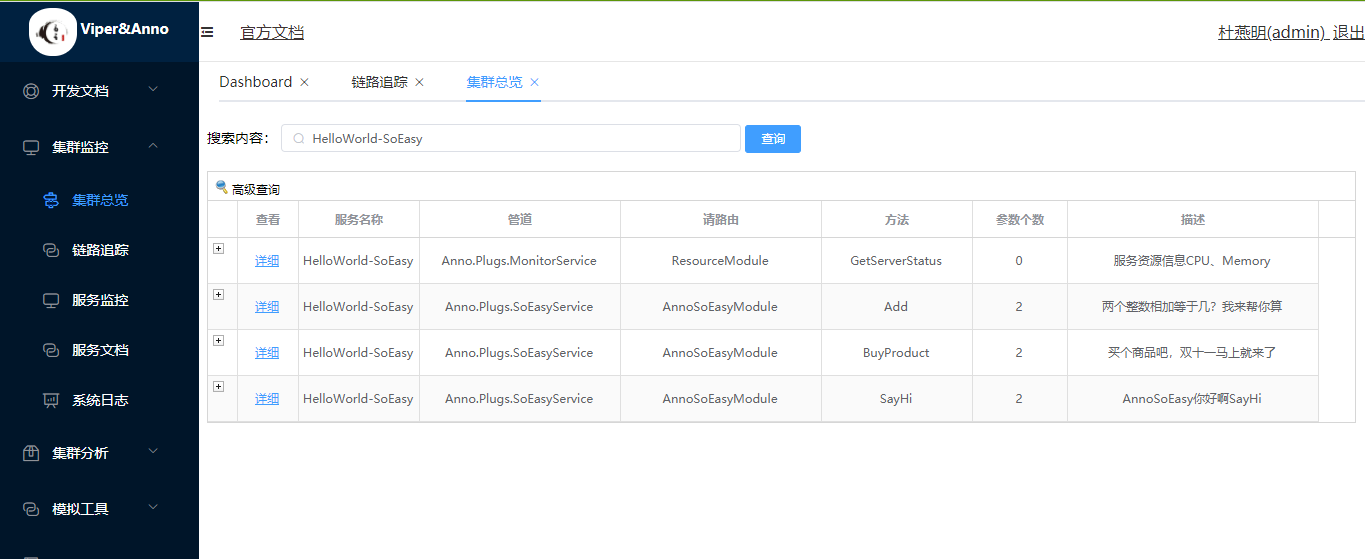 Viper&Anno
官方文档
杜燕明(admin) 退出
开发文档
集群监控
集群总览
链路追踪
服务监控
服务文档
系统日志
集群分析
模拟工具
Dashboard 链路追踪 集群总览
搜索内容： HelloWorld-SoEasy 查询
高级查询
查看 服务名称 管道 请路由 方法 参数个数 描述
详细 HelloWorld-SoEasy Anno.Plugs.MonitorService ResourceModule GetServerStatus 0 服务资源信息CPU、Memory
详细 HelloWorld-SoEasy Anno.Plugs.SoEasyService AnnoSoEasyModule Add 2 两个整数相加等于几？我来帮你算
详细 HelloWorld-SoEasy Anno.Plugs.SoEasyService AnnoSoEasyModule BuyProduct 2 买个商品吧，双十一马上就来了
详细 HelloWorld-SoEasy Anno.Plugs.SoEasyService AnnoSoEasyModule SayHi 2 AnnoSoEasy你好啊SayHi